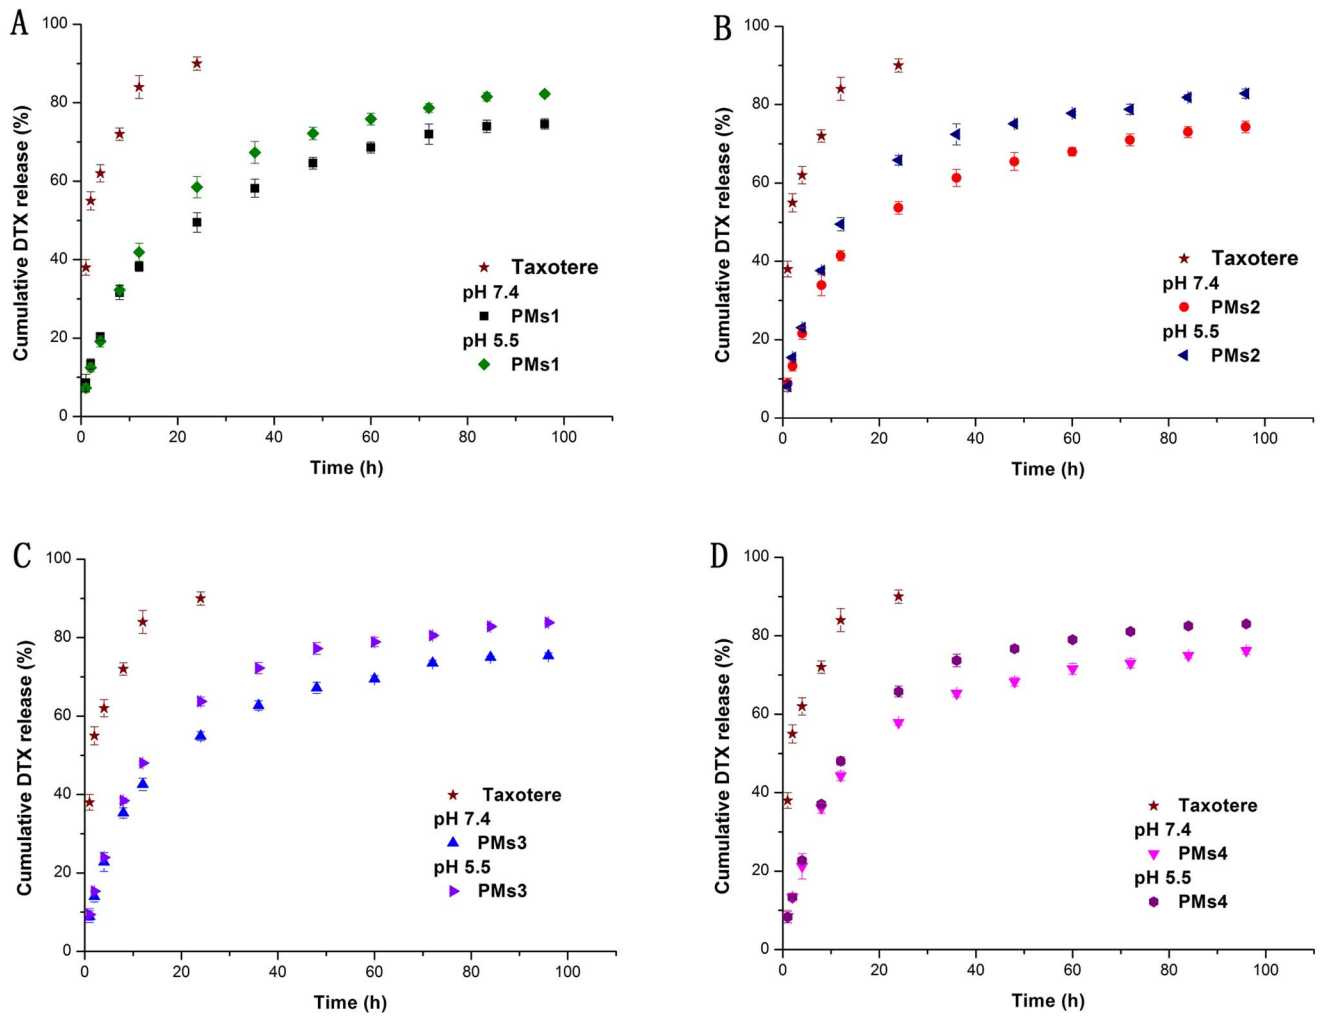 A
Cumulative DTX release (%)
100
80
60
40
20
0
0 20 40 60 80 100
Time (h)
Taxotere
pH 7.4
PMs1
pH 5.5
PMs1
B
Cumulative DTX release (%)
100
80
60
40
20
0
0 20 40 60 80 100
Time (h)
Taxotere
pH 7.4
PMs2
pH 5.5
PMs2
C
Cumulative DTX release (%)
100
80
60
40
20
0
0 20 40 60 80 100
Time (h)
Taxotere
pH 7.4
PMs3
pH 5.5
PMs3
D
Cumulative DTX release (%)
100
80
60
40
20
0
0 20 40 60 80 100
Time (h)
Taxotere
pH 7.4
PMs4
pH 5.5
PMs4